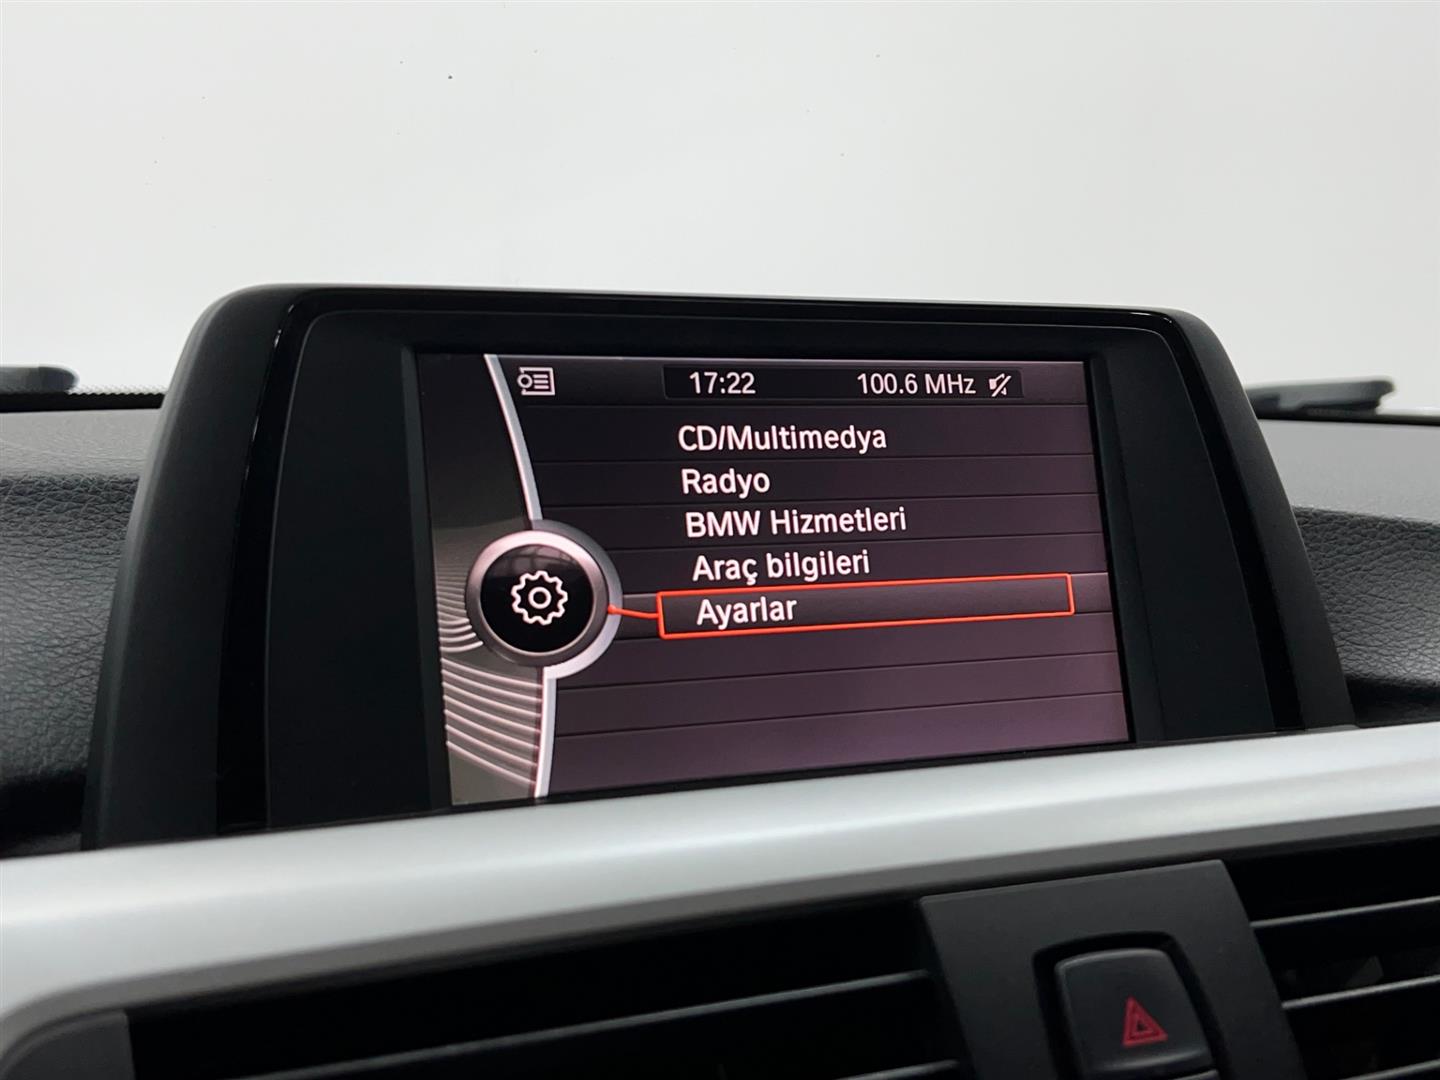 17:22 100.6 MHz
CD/Multimedya
Radyo
BMW Hizmetleri
Araç bilgileri
Ayarlar